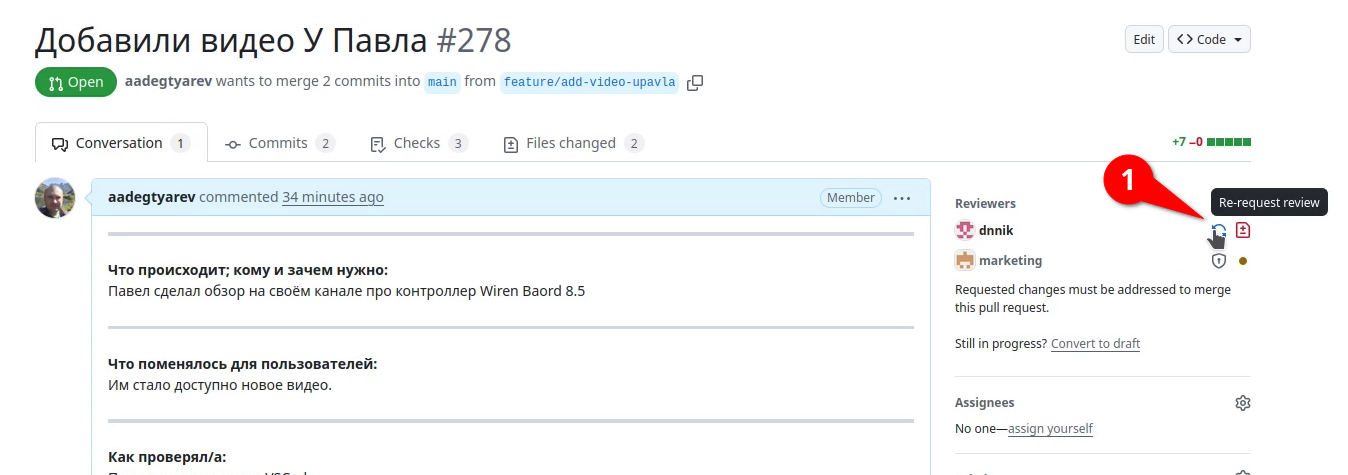 Добавили видео У Павла #278
Edit
Code
Open
aadegtyarev wants to merge 2 commits into main from feature/add-video-upavla
Conversation 1
Commits 2
Checks 3
Files changed 2
+7 −0
1
aadegtyarev commented 34 minutes ago
Member
Re-request review
Reviewers
dnnik
marketing
Requested changes must be addressed to merge
this pull request.
Still in progress? Convert to draft
Assignees
No one—assign yourself
Что происходит; кому и зачем нужно:
Павел сделал обзор на своём канале про контроллер Wiren Baord 8.5
Что поменялось для пользователей:
Им стало доступно новое видео.
Как проверял/а: